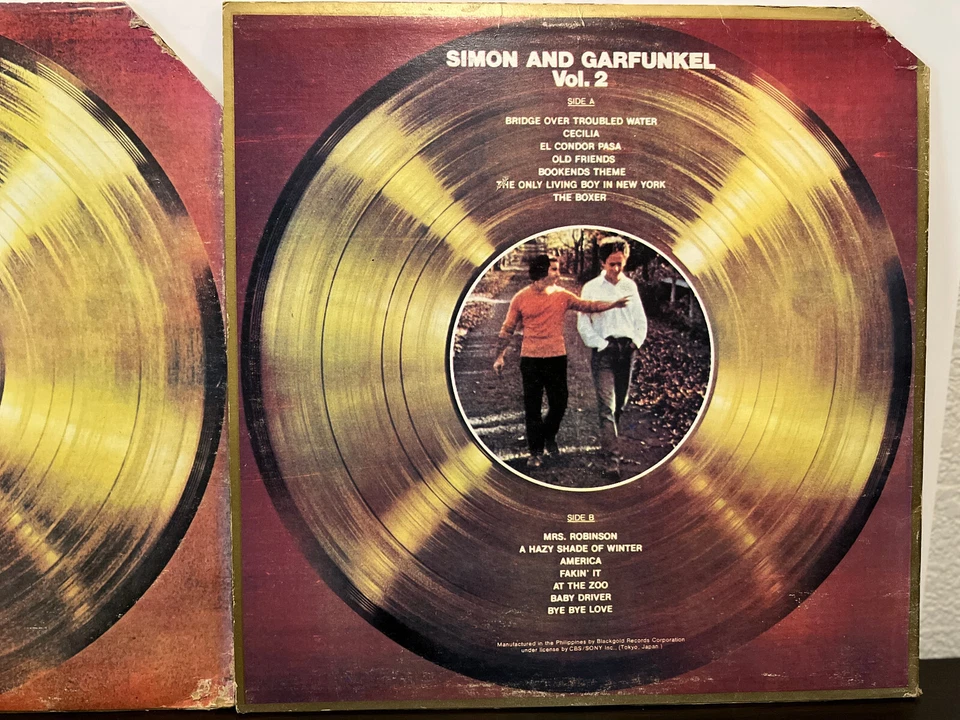 SIMON AND GARFUNKEL
Vol. 2
SIDE A
BRIDGE OVER TROUBLED WATER
CECILIA
EL CONDOR PASA
OLD FRIENDS
BOOKENDS THEME
THE ONLY LIVING BOY IN NEW YORK
THE BOXER
SIDE B
MRS. ROBINSON
A HAZY SHADE OF WINTER
AMERICA
FAKIN' IT
AT THE ZOO
BABY DRIVER
BYE BYE LOVE
Manufactured in the Philippines by Blackgold Records Corporation
under license by CBS/SONY Inc., (Tokyo, Japan)